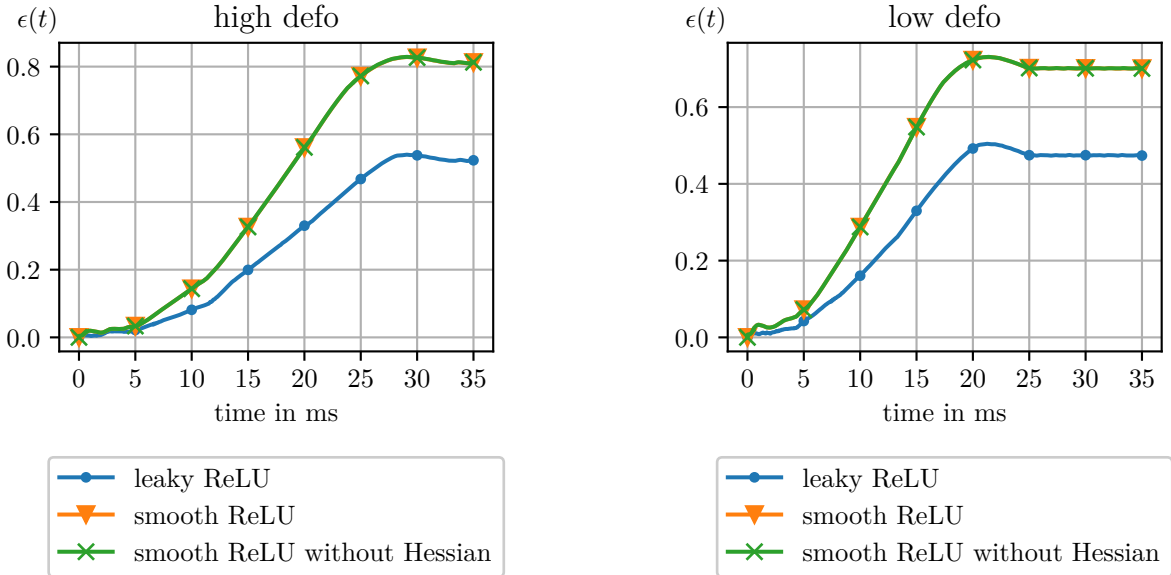 ϵ(t)
high defo
0.8
0.6
0.4
0.2
0.0
0 5 10 15 20 25 30 35
time in ms
leaky ReLU
smooth ReLU
smooth ReLU without Hessian
ϵ(t)
low defo
0.6
0.4
0.2
0.0
0 5 10 15 20 25 30 35
time in ms
leaky ReLU
smooth ReLU
smooth ReLU without Hessian